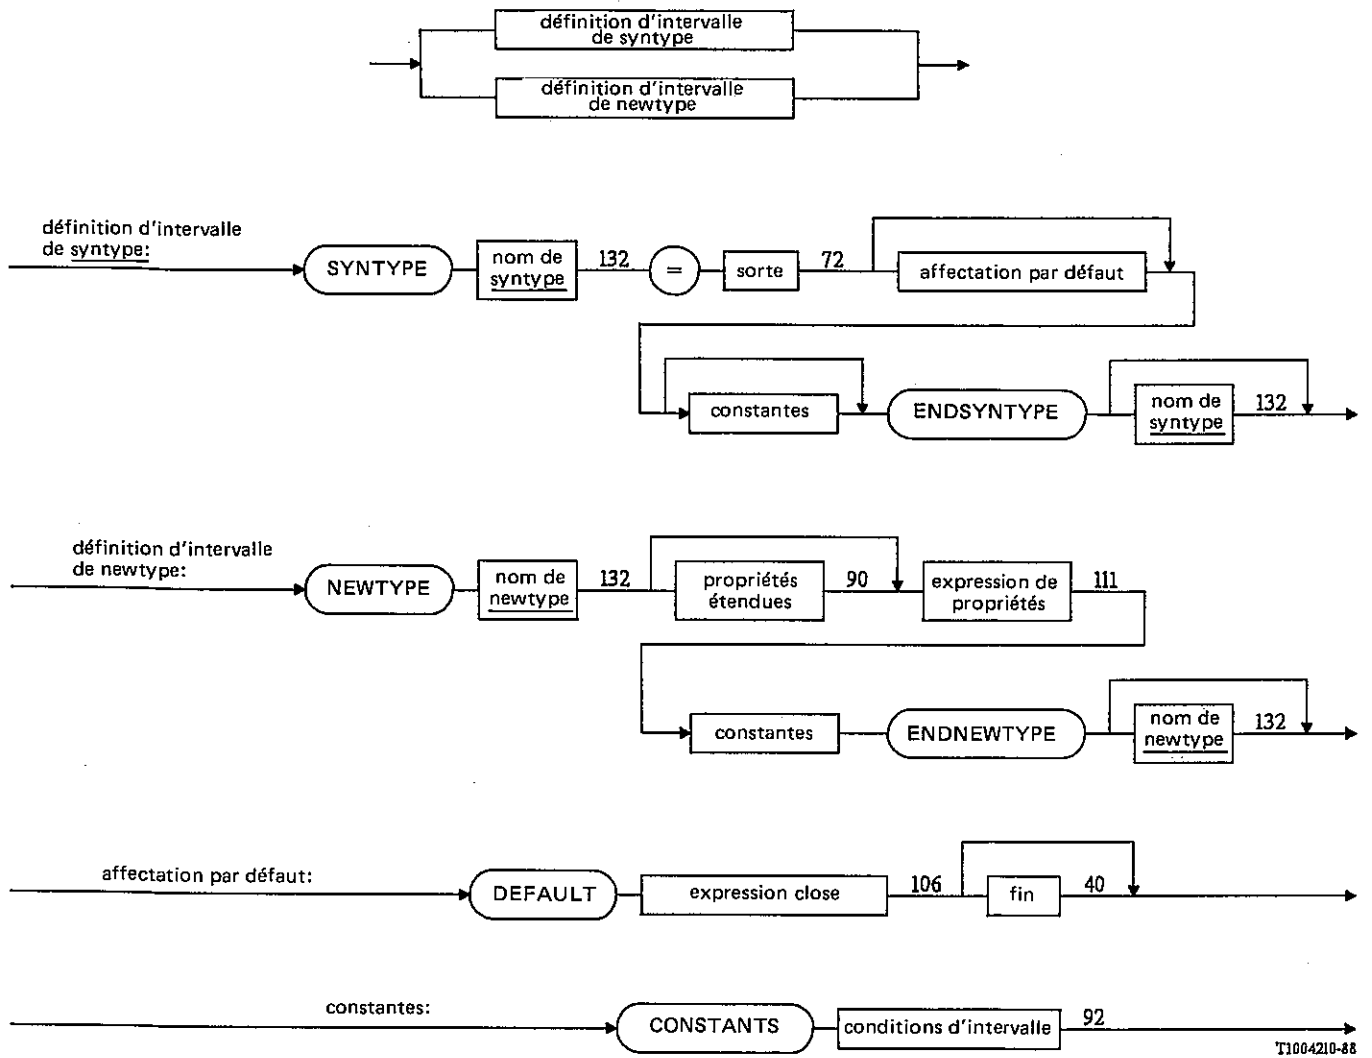 définition d'intervalle
de syntype
définition d'intervalle
de newtype
définition d'intervalle
de syntype:
SYNTYPE
nom de
syntype
132
=
sorte
72
affectation par défaut
constantes
ENDSYNTYPE
nom de
syntype
132
définition d'intervalle
de newtype:
NEWTYPE
nom de
newtype
132
propriétés
étendues
90
expression de
propriétés
111
constantes
ENDNEWTYPE
nom de
newtype
132
affectation par défaut:
DEFAULT
expression close
106
fin
40
constantes:
CONSTANTS
conditions d'intervalle
92
T1004210-88